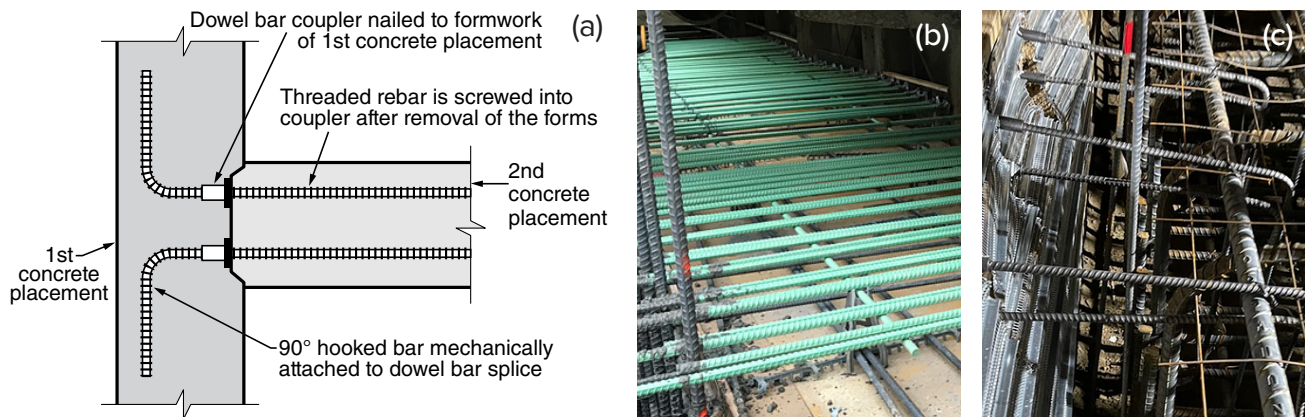 Dowel bar coupler nailed to formwork
of 1st concrete placement
(a)
Threaded rebar is screwed into
coupler after removal of the forms
2nd
concrete
placement
1st
concrete
placement
90° hooked bar mechanically
attached to dowel bar splice
(b)
(c)